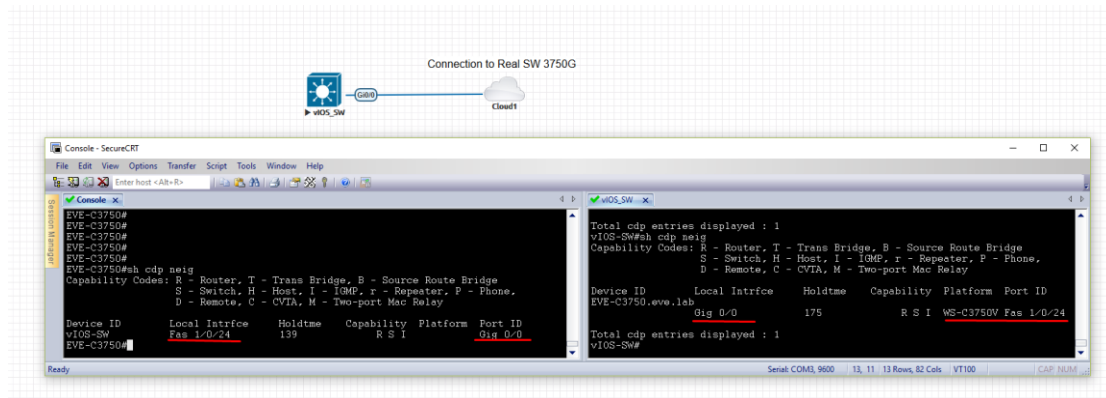 Connection to Real SW 3750G
Gi0/0
vIOS_SW
Cloud1
Console - SecureCRT
File Edit View Options Transfer Script Tools Window Help
Enter host <Alt+R>
Session Manager
Console
EVE-C3750#
EVE-C3750#
EVE-C3750#
EVE-C3750#
EVE-C3750#
EVE-C3750#sh cdp neig
Capability Codes: R - Router, T - Trans Bridge, B - Source Route Bridge
S - Switch, H - Host, I - IGMP, r - Repeater, P - Phone,
D - Remote, C - CVTA, M - Two-port Mac Relay
Device ID Local Intrfce Holdtme Capability Platform Port ID
vIOS-SW Fas 1/0/24 139 R S I Gig 0/0
EVE-C3750#
vIOS_SW
Total cdp entries displayed : 1
vIOS-SW#sh cdp neig
Capability Codes: R - Router, T - Trans Bridge, B - Source Route Bridge
S - Switch, H - Host, I - IGMP, r - Repeater, P - Phone,
D - Remote, C - CVTA, M - Two-port Mac Relay
Device ID Local Intrfce Holdtme Capability Platform Port ID
EVE-C3750.eve.lab
Gig 0/0 175 R S I WS-C3750V Fas 1/0/24
Total cdp entries displayed : 1
vIOS-SW#
Ready
Serial: COM3, 9600 13, 11 13 Rows, 82 Cols VT100 CAP NUM